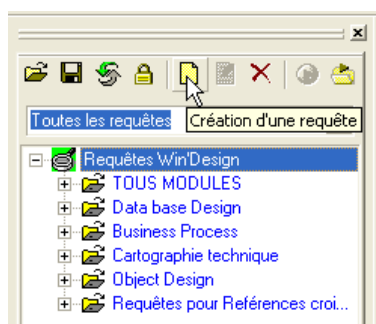 Toutes les requêtes
Création d'une requête
Requêtes Win'Design
TOUS MODULES
Data base Design
Business Process
Cartographie technique
Object Design
Requêtes pour Reférences croi...